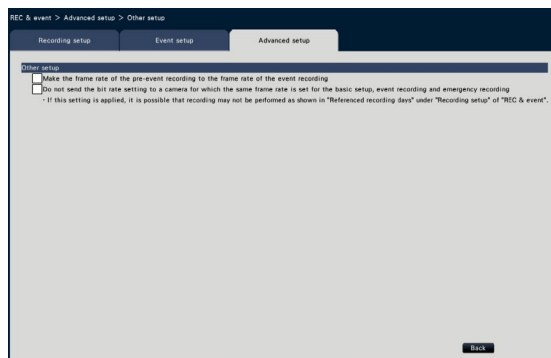 REC & event > Advanced setup > Other setup
Recording setup Event setup Advanced setup
Other setup
Make the frame rate of the pre-event recording to the frame rate of the event recording
Do not send the bit rate setting to a camera for which the same frame rate is set for the basic setup, event recording and emergency recording
- If this setting is applied, it is possible that recording may not be performed as shown in "Referenced recording days" under "Recording setup" of "REC & event".
Back